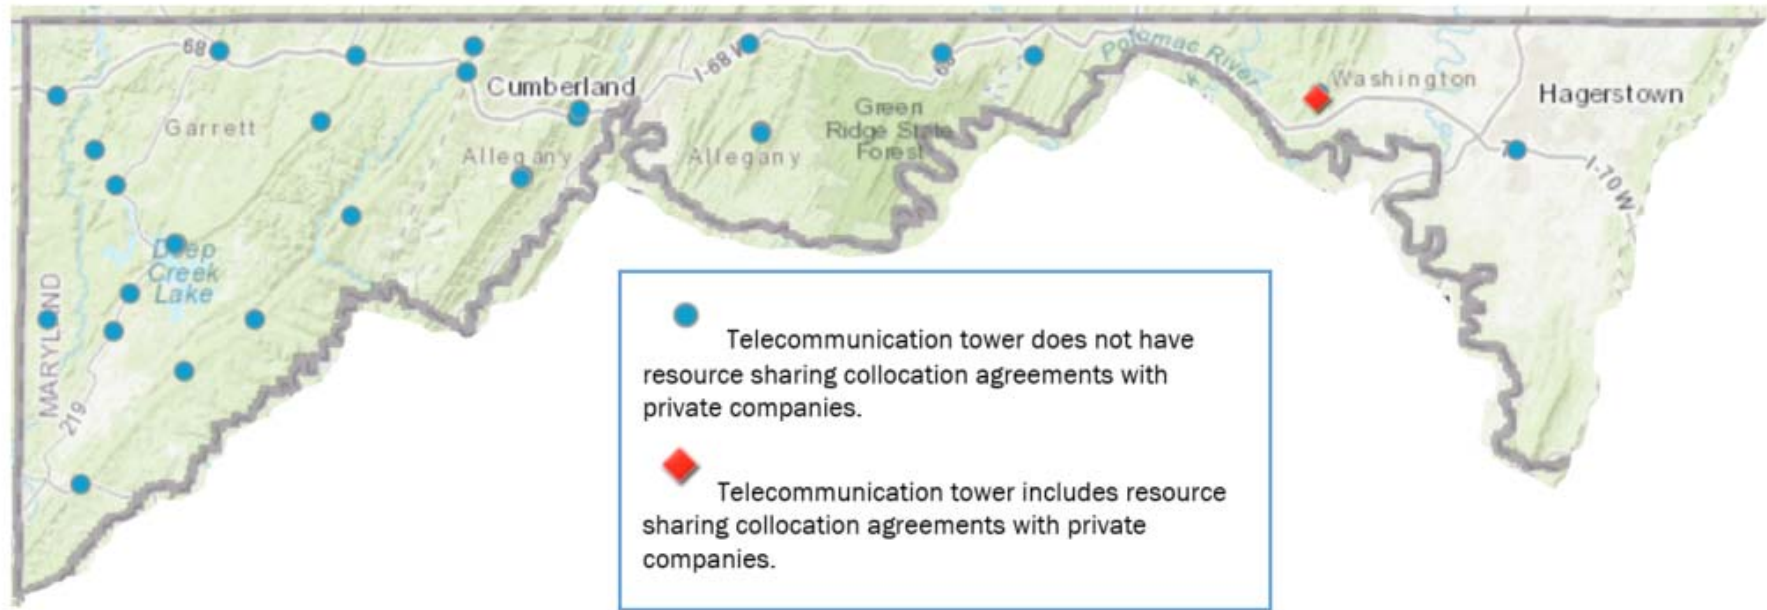 68
Garrett
Cumberland
Allegany
I-68 W
Allegany
Green
Ridge State
Forest
68
Potomac River
Washington
Hagerstown
I-70 W
Deep
Creek
Lake
MARYLAND
219
Telecommunication tower does not have
resource sharing collocation agreements with
private companies.
Telecommunication tower includes resource
sharing collocation agreements with private
companies.